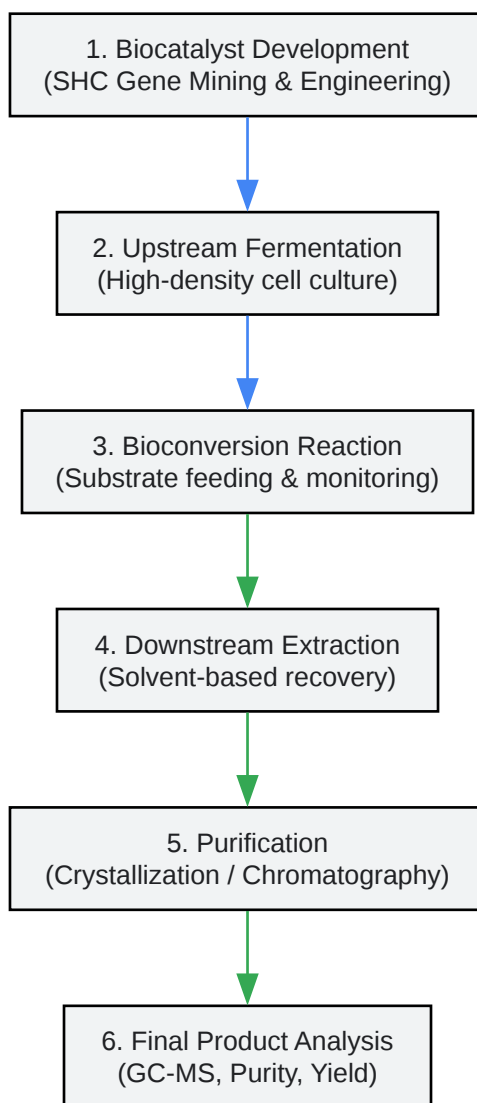 1. Biocatalyst Development
(SHC Gene Mining & Engineering)
2. Upstream Fermentation
(High-density cell culture)
3. Bioconversion Reaction
(Substrate feeding & monitoring)
4. Downstream Extraction
(Solvent-based recovery)
5. Purification
(Crystallization / Chromatography)
6. Final Product Analysis
(GC-MS, Purity, Yield)